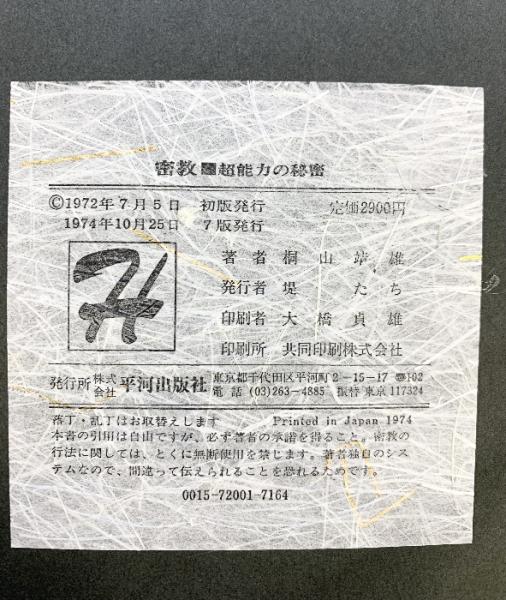 密教■超能力の秘密
©1972年7月5日 初版発行 定価2900円
1974年10月25日 7版発行
著者 桐山靖雄
発行者 堤たち
印刷者 大橋貞雄
印刷所 共同印刷株式会社
発行所 株式会社 平河出版社 東京都千代田区平河町2-15-17 〒102
電話(03)263-4885 振替東京117324
落丁・乱丁はお取替えします Printed in Japan 1974
本書の引用は自由ですが、必ず著者の承諾を得ること。密教の
行法に関しては、とくに無断使用を禁じます。著者独自のシス
テムなので、間違って伝えられることを恐れるためです。
0015-72001-7164